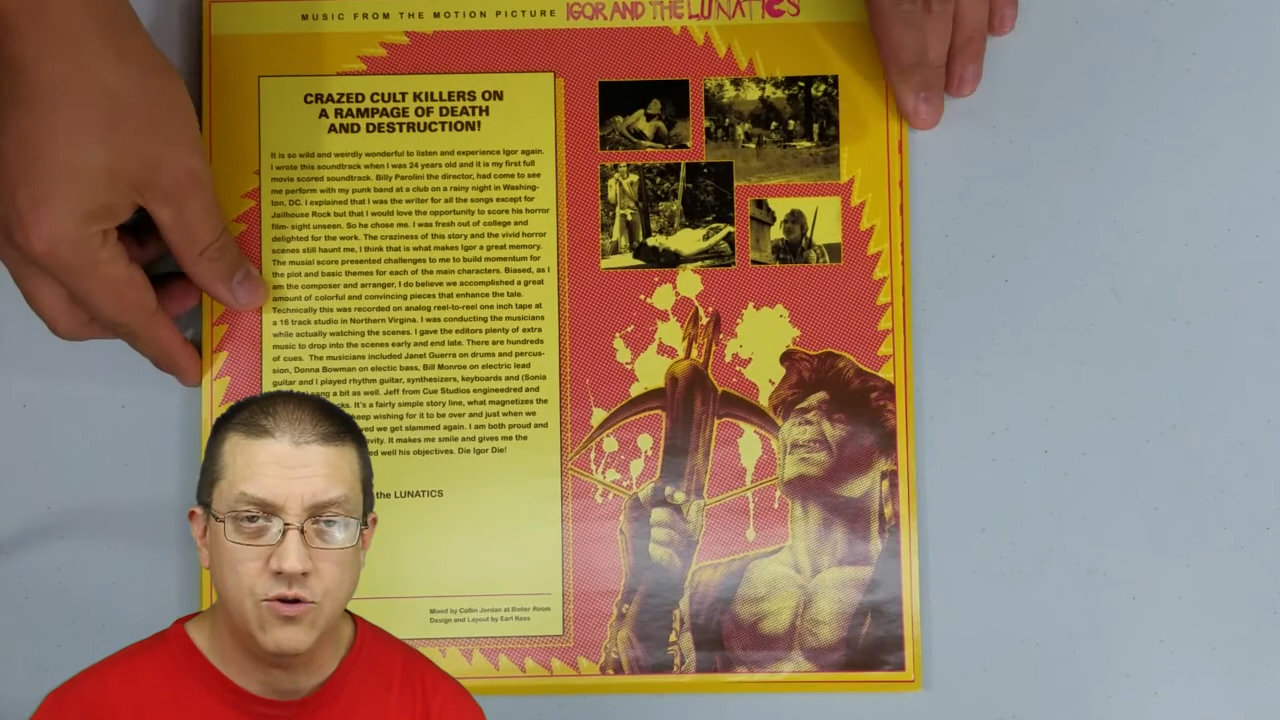 MUSIC FROM THE MOTION PICTURE IGOR AND THE LUNATICS
CRAZED CULT KILLERS ON
A RAMPAGE OF DEATH
AND DESTRUCTION!
It is so wild and weirdly wonderful to listen and experience Igor again.
I wrote this soundtrack when I was 24 years old and it is my first full
movie scored soundtrack. Billy Parolini the director, had come to see
me perform with my punk band at a club on a rainy night in Washing-
ton, DC. I explained that I was the writer for all the songs except for
Jailhouse Rock but that I would love the opportunity to score his horror
film- sight unseen. So he chose me. I was fresh out of college and
delighted for the work. The craziness of this story and the vivid horror
scenes still haunt me, I think that is what makes Igor a great memory.
The musial score presented challenges to me to build momentum for
the plot and basic themes for each of the main characters. Biased, as I
am the composer and arranger, I do believe we accomplished a great
amount of colorful and convincing pieces that enhance the tale.
Technically this was recorded on analog reel-to-reel one inch tape at
a 16 track studio in Northern Virgina. I was conducting the musicians
while actually watching the scenes. I gave the editors plenty of extra
music to drop into the scenes early and end late. There are hundreds
of cues. The musicians included Janet Guerra on drums and percus-
sion, Donna Bowman on electic bass, Bill Monroe on electric lead
guitar and I played rhythm guitar, synthesizers, keyboards and (Sonia
sang a bit as well. Jeff from Cue Studios engineedred and
It's a fairly simple story line, what magnetizes the
keep wishing for it to be over and just when we
we get slammed again. I am both proud and
It makes me smile and gives me the
well his objectives. Die Igor Die!
the LUNATICS
Mixed by Collin Jordan at Boiler Room
Design and Layout by Earl Kess